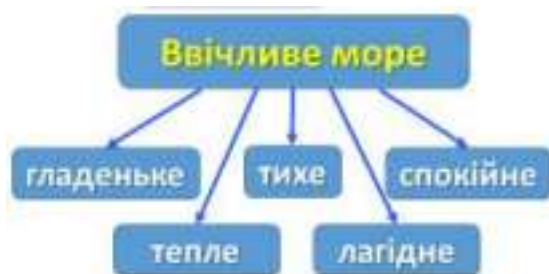 Ввічливе море
гладеньке
тихе
спокійне
тепле
лагідне